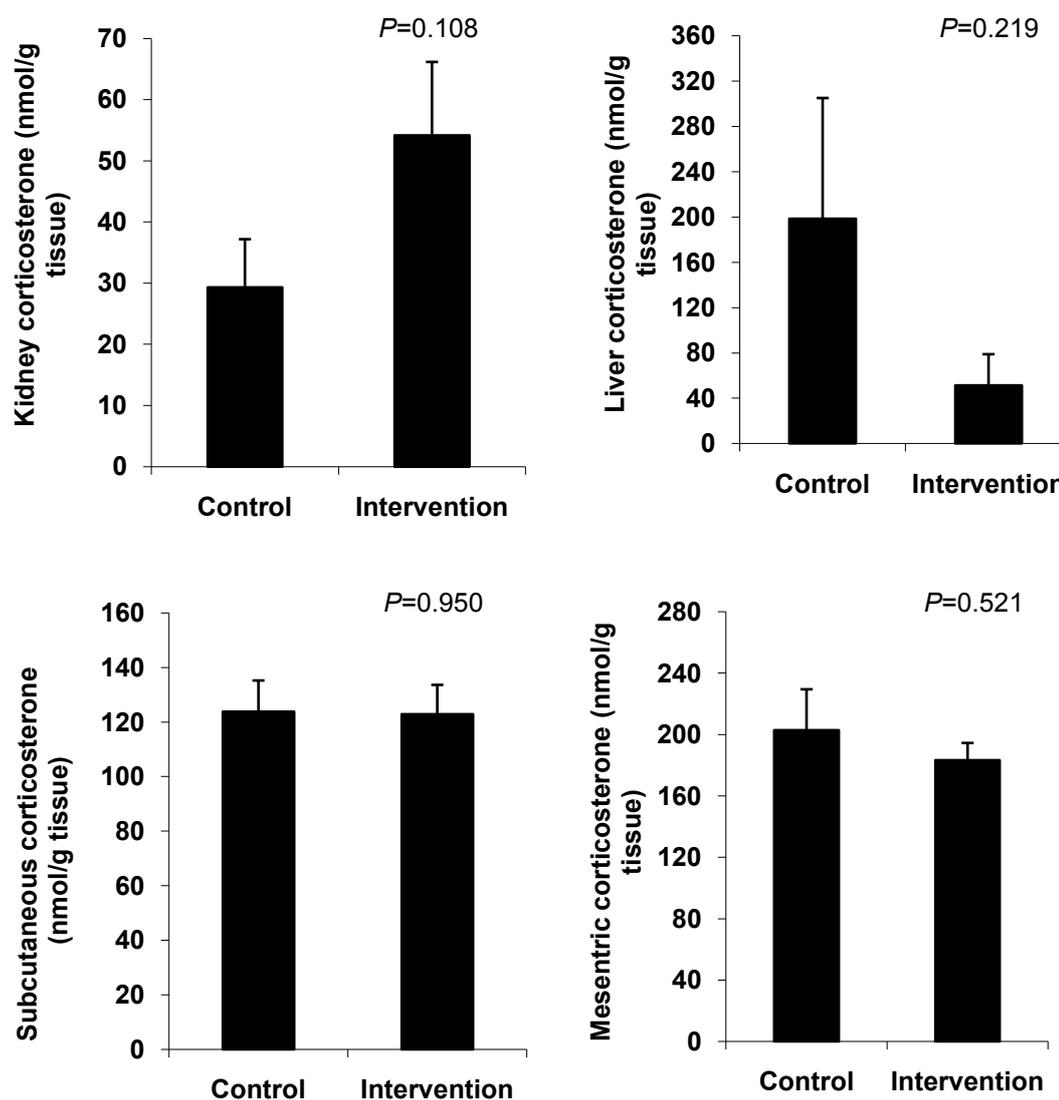 P=0.108
Kidney corticosterone (nmol/g
tissue)
70
60
50
40
30
20
10
0
Control Intervention
P=0.219
Liver corticosterone (nmol/g
tissue)
360
320
280
240
200
160
120
80
40
0
Control Intervention
P=0.950
Subcutaneous corticosterone
(nmol/g tissue)
160
140
120
100
80
60
40
20
0
Control Intervention
P=0.521
Mesentric corticosterone (nmol/g
tissue)
280
240
200
160
120
80
40
0
Control Intervention